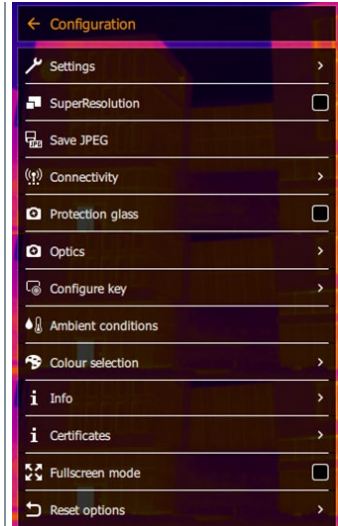 Configuration
Settings
SuperResolution
Save JPEG
Connectivity
Protection glass
Optics
Configure key
Ambient conditions
Colour selection
Info
Certificates
Fullscreen mode
Reset options